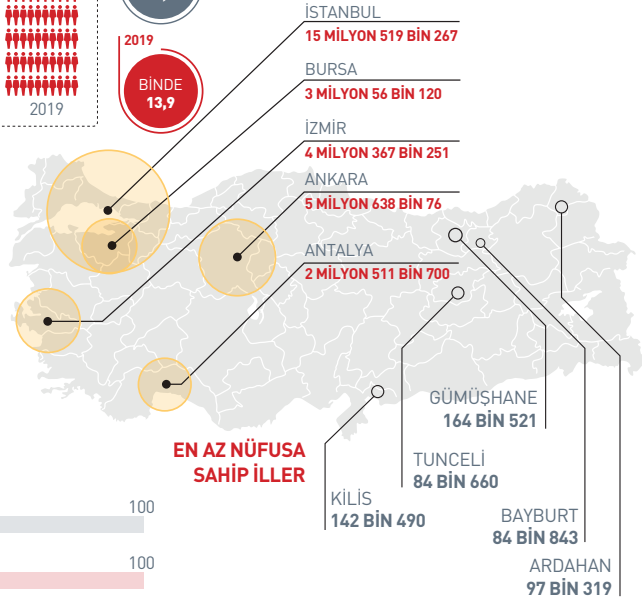 2019
2019
BİNDE
13,9
İSTANBUL
15 MİLYON 519 BİN 267
BURSA
3 MİLYON 56 BİN 120
İZMİR
4 MİLYON 367 BİN 251
ANKARA
5 MİLYON 638 BİN 76
ANTALYA
2 MİLYON 511 BİN 700
EN AZ NÜFUSA
SAHİP İLLER
GÜMÜŞHANE
164 BİN 521
TUNCELİ
84 BİN 660
KİLİS
142 BİN 490
BAYBURT
84 BİN 843
ARDAHAN
97 BİN 319
100
100